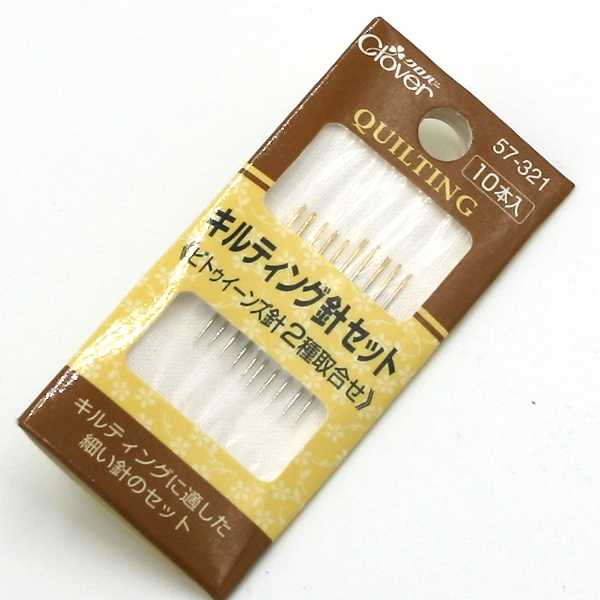 クロバー
Clover
QUILTING
57-321
10本入
キルティング針セット
《ビトゥイーンズ針2種取合せ》
キルティングに適した
細い針のセット